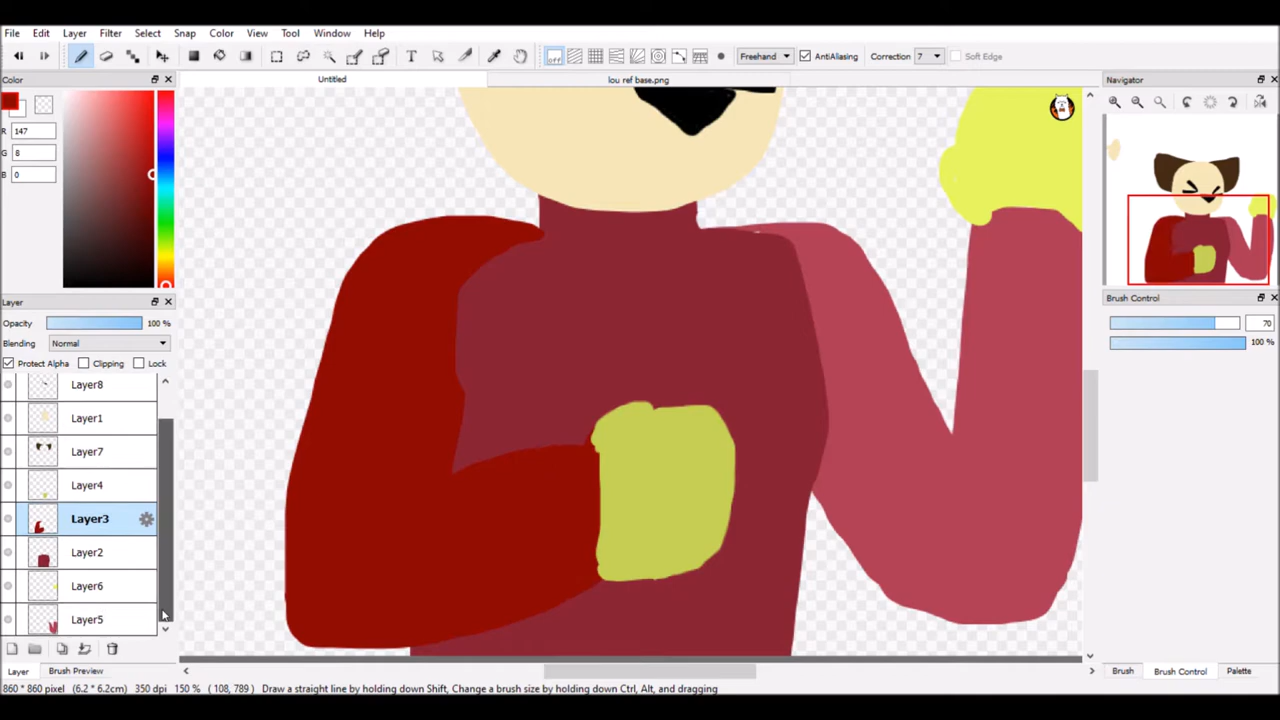 File Edit Layer Filter Select Snap Color View Tool Window Help
off Freehand AntiAliasing Correction 7 Soft Edge
Color Untitled lou ref base.png Navigator
R 147
G 8
B 0
Layer Brush Control
Opacity 100 % 70
Blending Normal 100 %
Protect Alpha Clipping Lock
Layer8
Layer1
Layer7
Layer4
Layer3
Layer2
Layer6
Layer5
Layer Brush Preview Brush Brush Control Palette
860 * 860 pixel (6.2 * 6.2cm) 350 dpi 150 % ( 108, 789 ) Draw a straight line by holding down Shift, Change a brush size by holding down Ctrl, Alt, and dragging